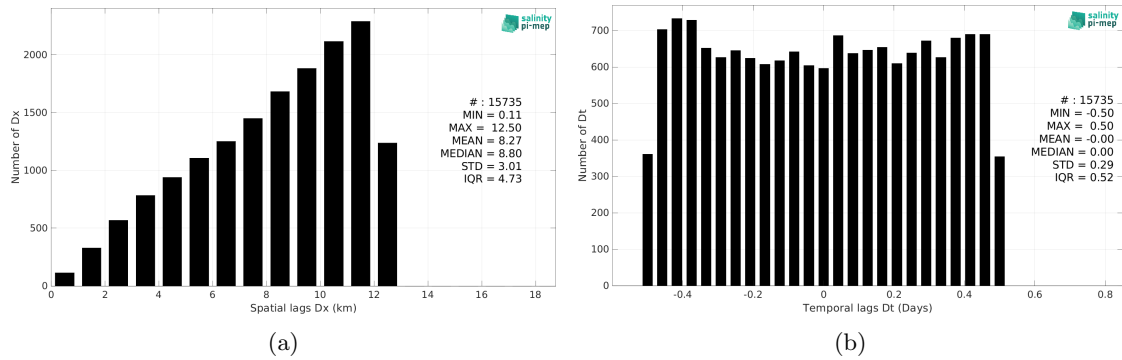 salinity
pi-mep
2000
1500
1000
500
0
Number of Dx
# : 15735
MIN = 0.11
MAX = 12.50
MEAN = 8.27
MEDIAN = 8.80
STD = 3.01
IQR = 4.73
0 2 4 6 8 10 12 14 16 18
Spatial lags Dx (km)
(a)
salinity
pi-mep
700
600
500
400
300
200
100
0
Number of Dt
# : 15735
MIN = -0.50
MAX = 0.50
MEAN = -0.00
MEDIAN = 0.00
STD = 0.29
IQR = 0.52
-0.4 -0.2 0 0.2 0.4 0.6 0.8
Temporal lags Dt (Days)
(b)